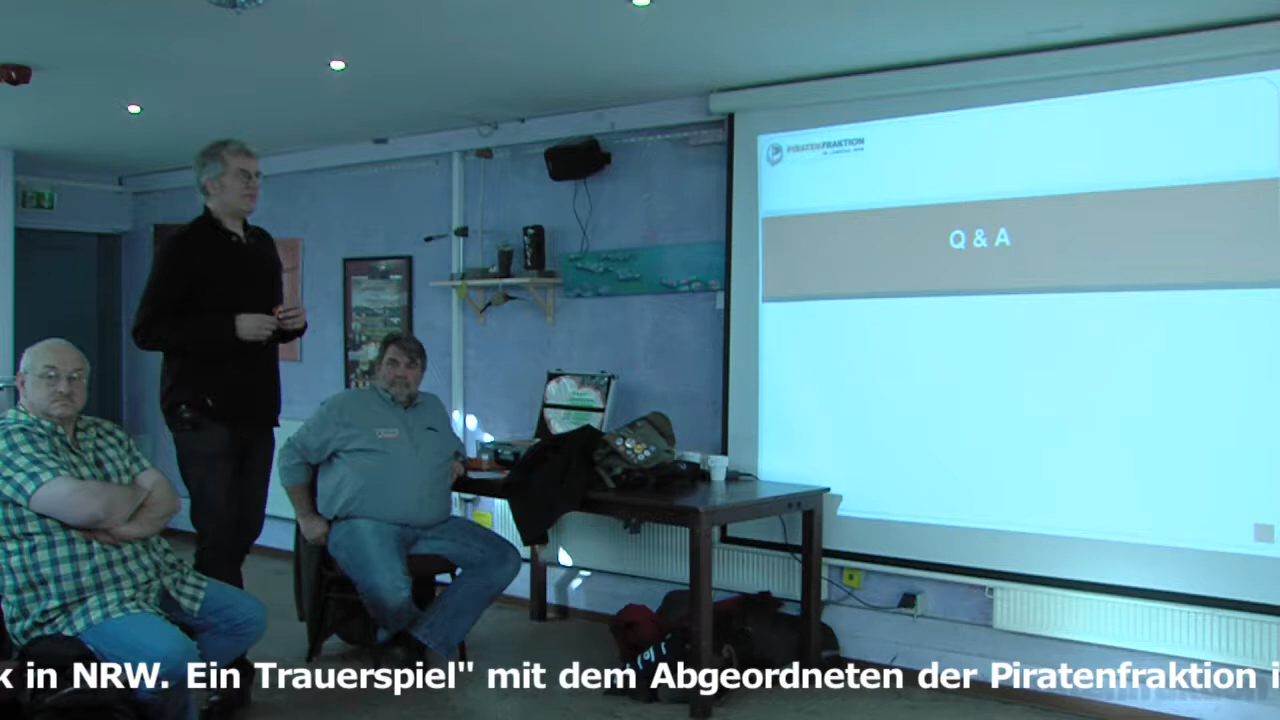 PIRATENFRAKTION
Q & A
k in NRW. Ein Trauerspiel" mit dem Abgeordneten der Piratenfraktion i